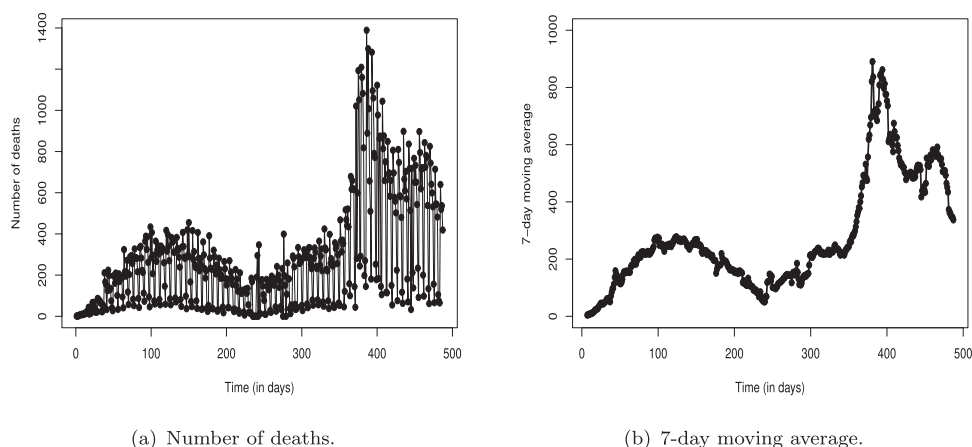 Number of deaths
0 200 400 600 800 1000 1400
0 100 200 300 400 500
Time (in days)
(a) Number of deaths.
7−day moving average
0 200 400 600 800 1000
0 100 200 300 400 500
Time (in days)
(b) 7-day moving average.